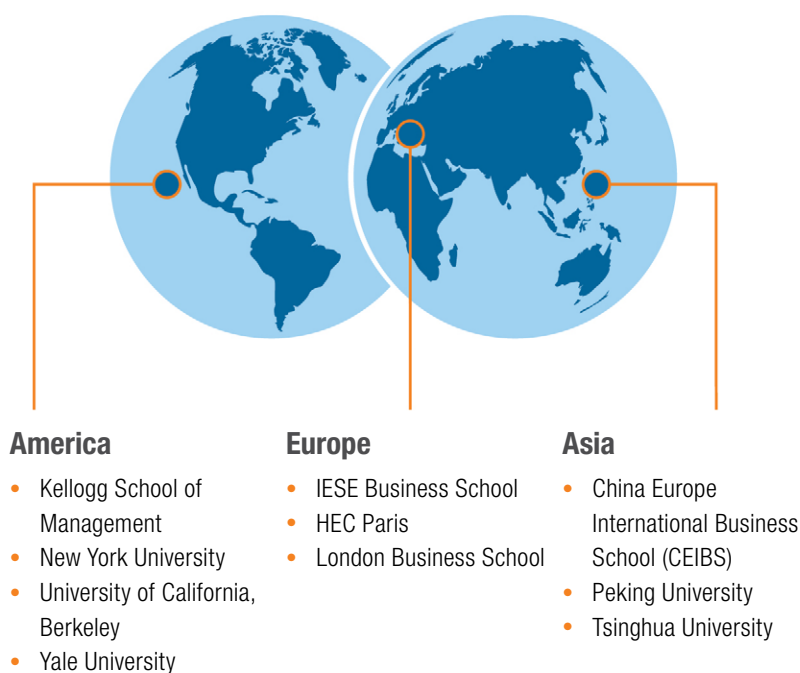 America
• Kellogg School of
Management
• New York University
• University of California,
Berkeley
• Yale University
Europe
• IESE Business School
• HEC Paris
• London Business School
Asia
• China Europe
International Business
School (CEIBS)
• Peking University
• Tsinghua University